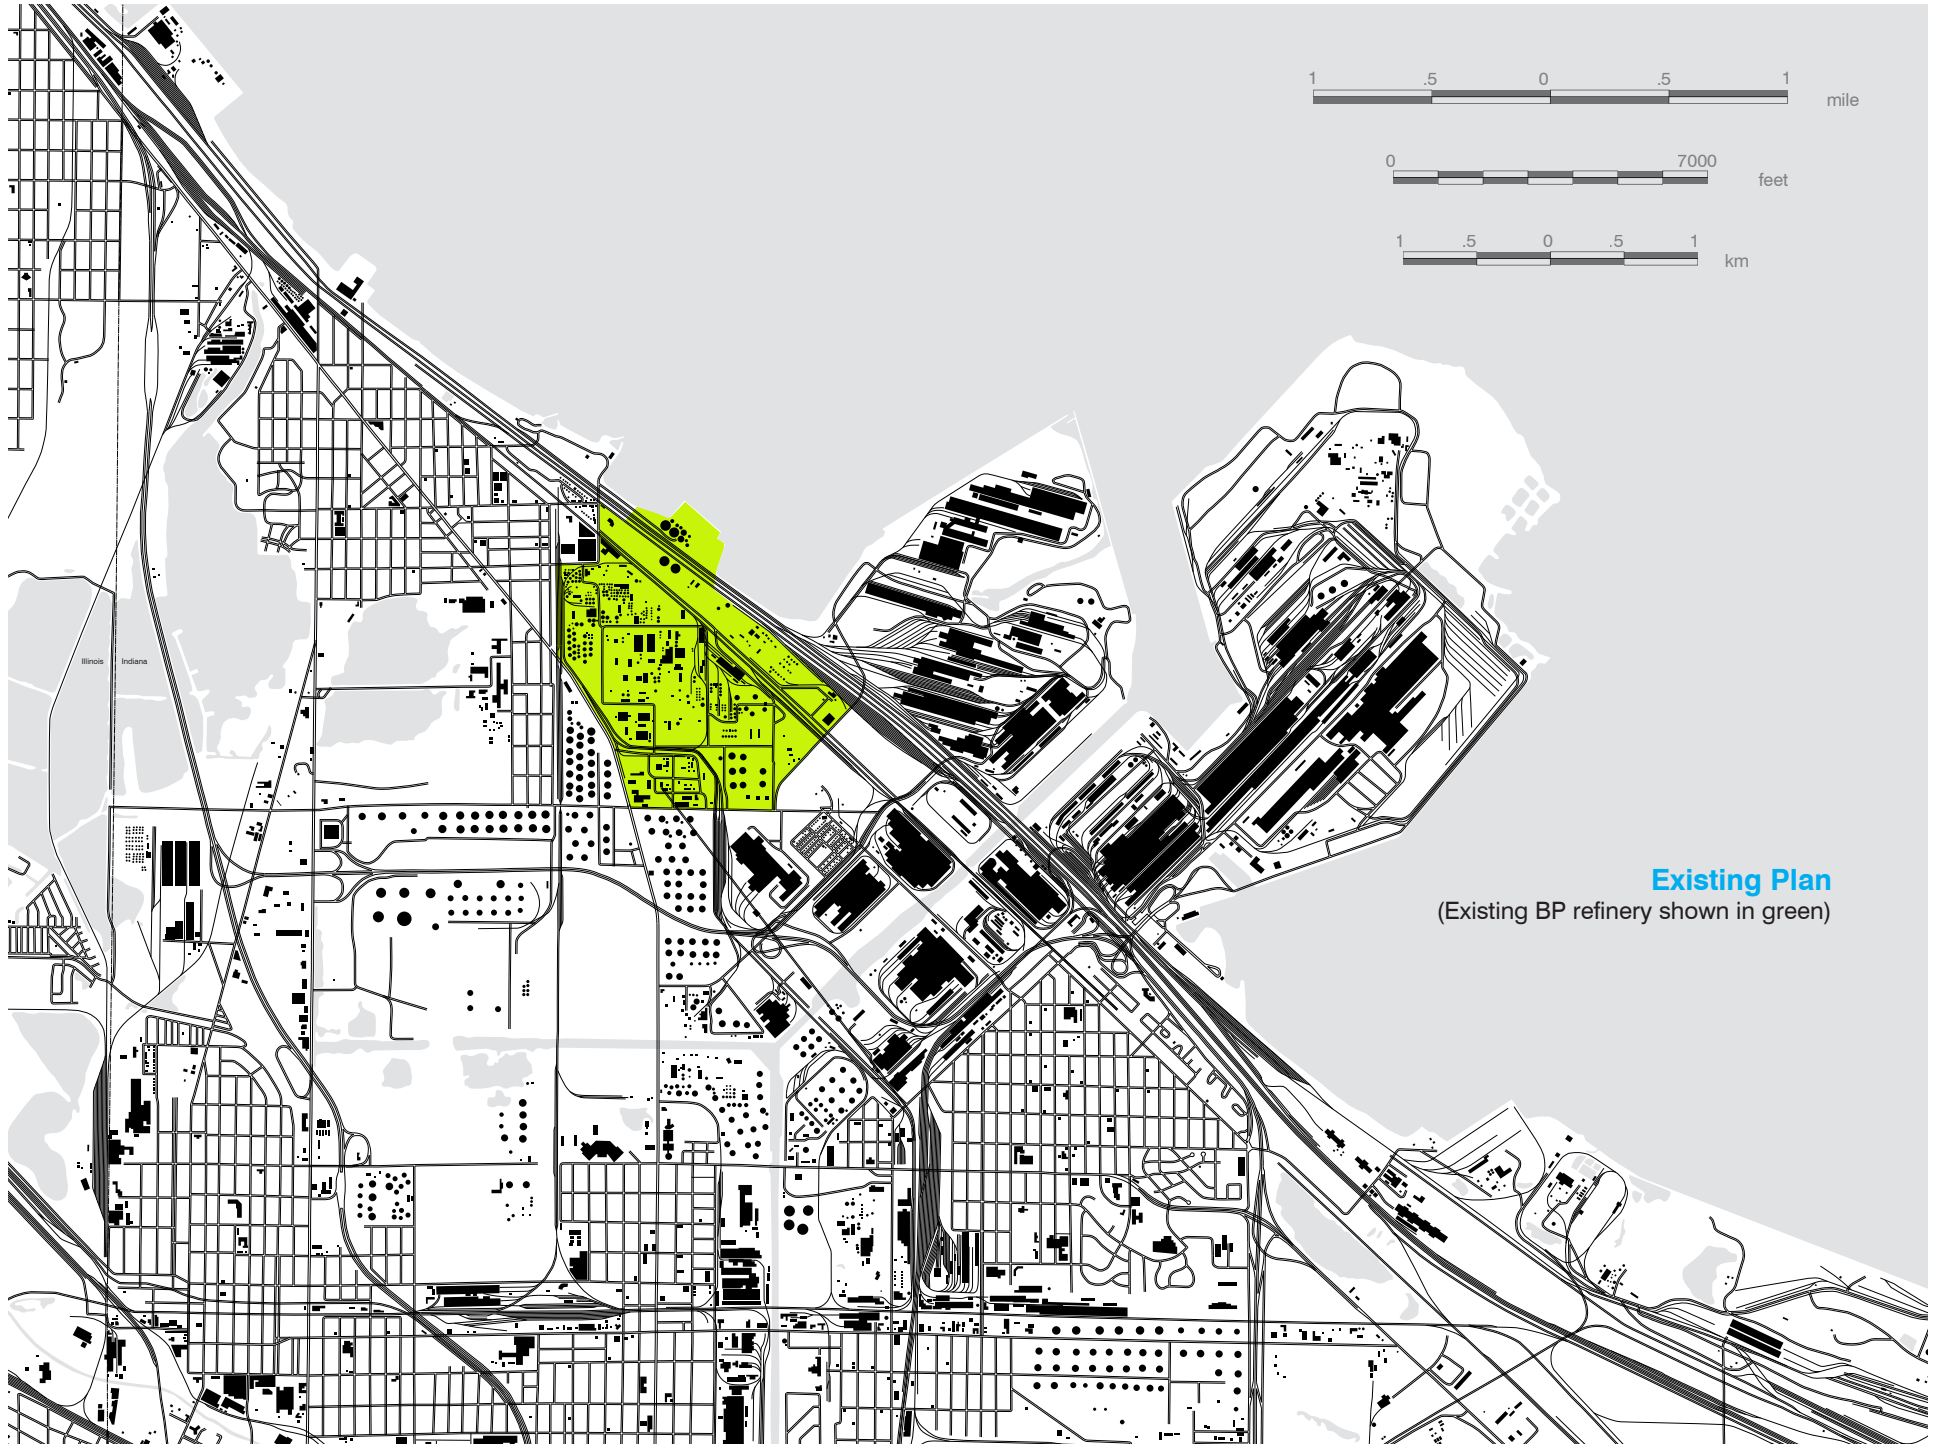 1 .5 0 .5 1
mile
0 7000
feet
1 .5 0 .5 1
km
Illinois Indiana
Existing Plan
(Existing BP refinery shown in green)